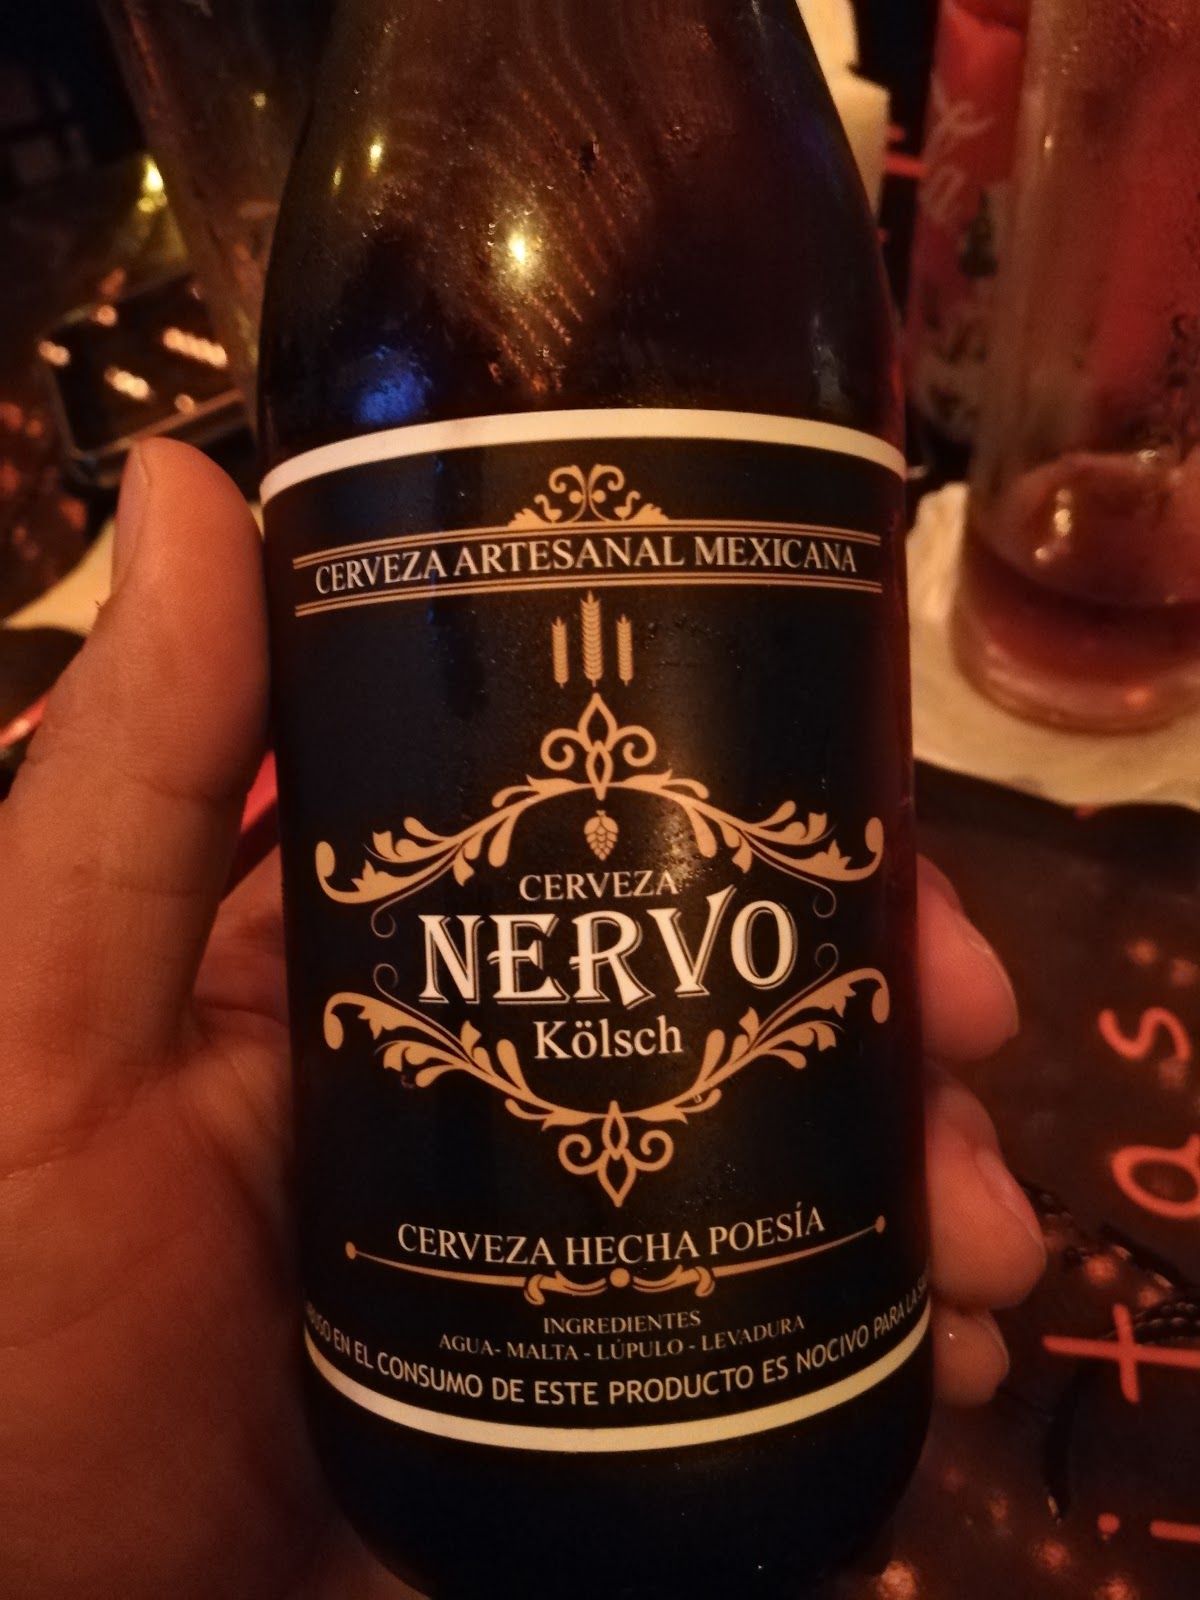 CERVEZA ARTESANAL MEXICANA
CERVEZA
NERVO
Kölsch
CERVEZA HECHA POESÍA
INGREDIENTES
AGUA- MALTA - LÚPULO - LEVADURA
EN EL CONSUMO DE ESTE PRODUCTO ES NOCIVO PARA LA